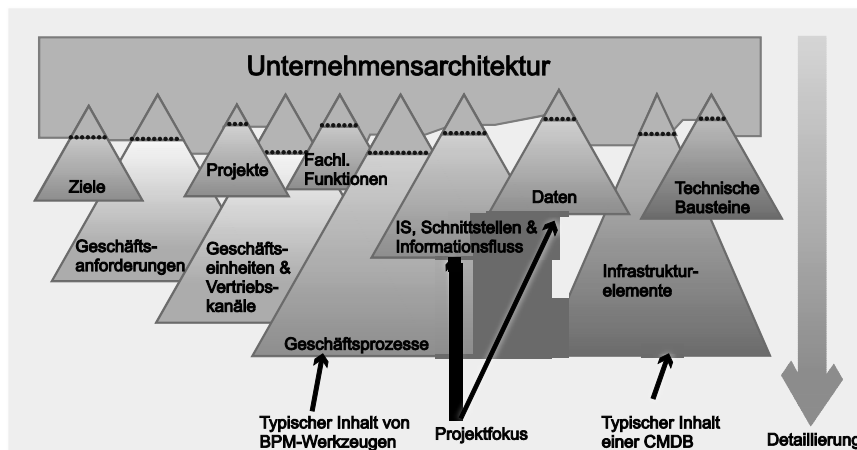 Unternehmensarchitektur
Ziele
Projekte
Fachl.
Funktionen
Daten
Technische
Bausteine
Geschäfts-
anforderungen
Geschäfts-
einheiten &
Vertriebs-
kanäle
IS, Schnittstellen &
Informationsfluss
Infrastruktur-
elemente
Geschäftsprozesse
Typischer Inhalt von
BPM-Werkzeugen
Projektfokus
Typischer Inhalt
einer CMDB
Detaillierung